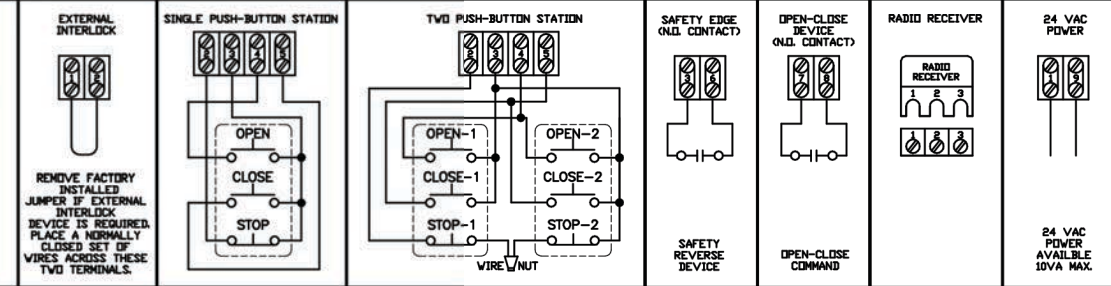 EXTERNAL
INTERLOCK
1 2
REMOVE FACTORY
INSTALLED
JUMPER IF EXTERNAL
INTERLOCK
DEVICE IS REQUIRED.
PLACE A NORMALLY
CLOSED SET OF
WIRES ACROSS THESE
TWO TERMINALS.
SINGLE PUSH-BUTTON STATION
2 3 4 5
OPEN
CLOSE
STOP
TWO PUSH-BUTTON STATION
2 3 4 5
OPEN-1 OPEN-2
CLOSE-1 CLOSE-2
STOP-1 STOP-2
WIRE NUT
SAFETY EDGE
(N.O. CONTACT)
3 6
SAFETY
REVERSE
DEVICE
OPEN-CLOSE
DEVICE
(N.O. CONTACT)
7 8
OPEN-CLOSE
COMMAND
RADIO RECEIVER
RADIO
RECEIVER
1 2 3
1 2 3
24 VAC
POWER
1 9
24 VAC
POWER
AVAILBLE
10VA MAX.